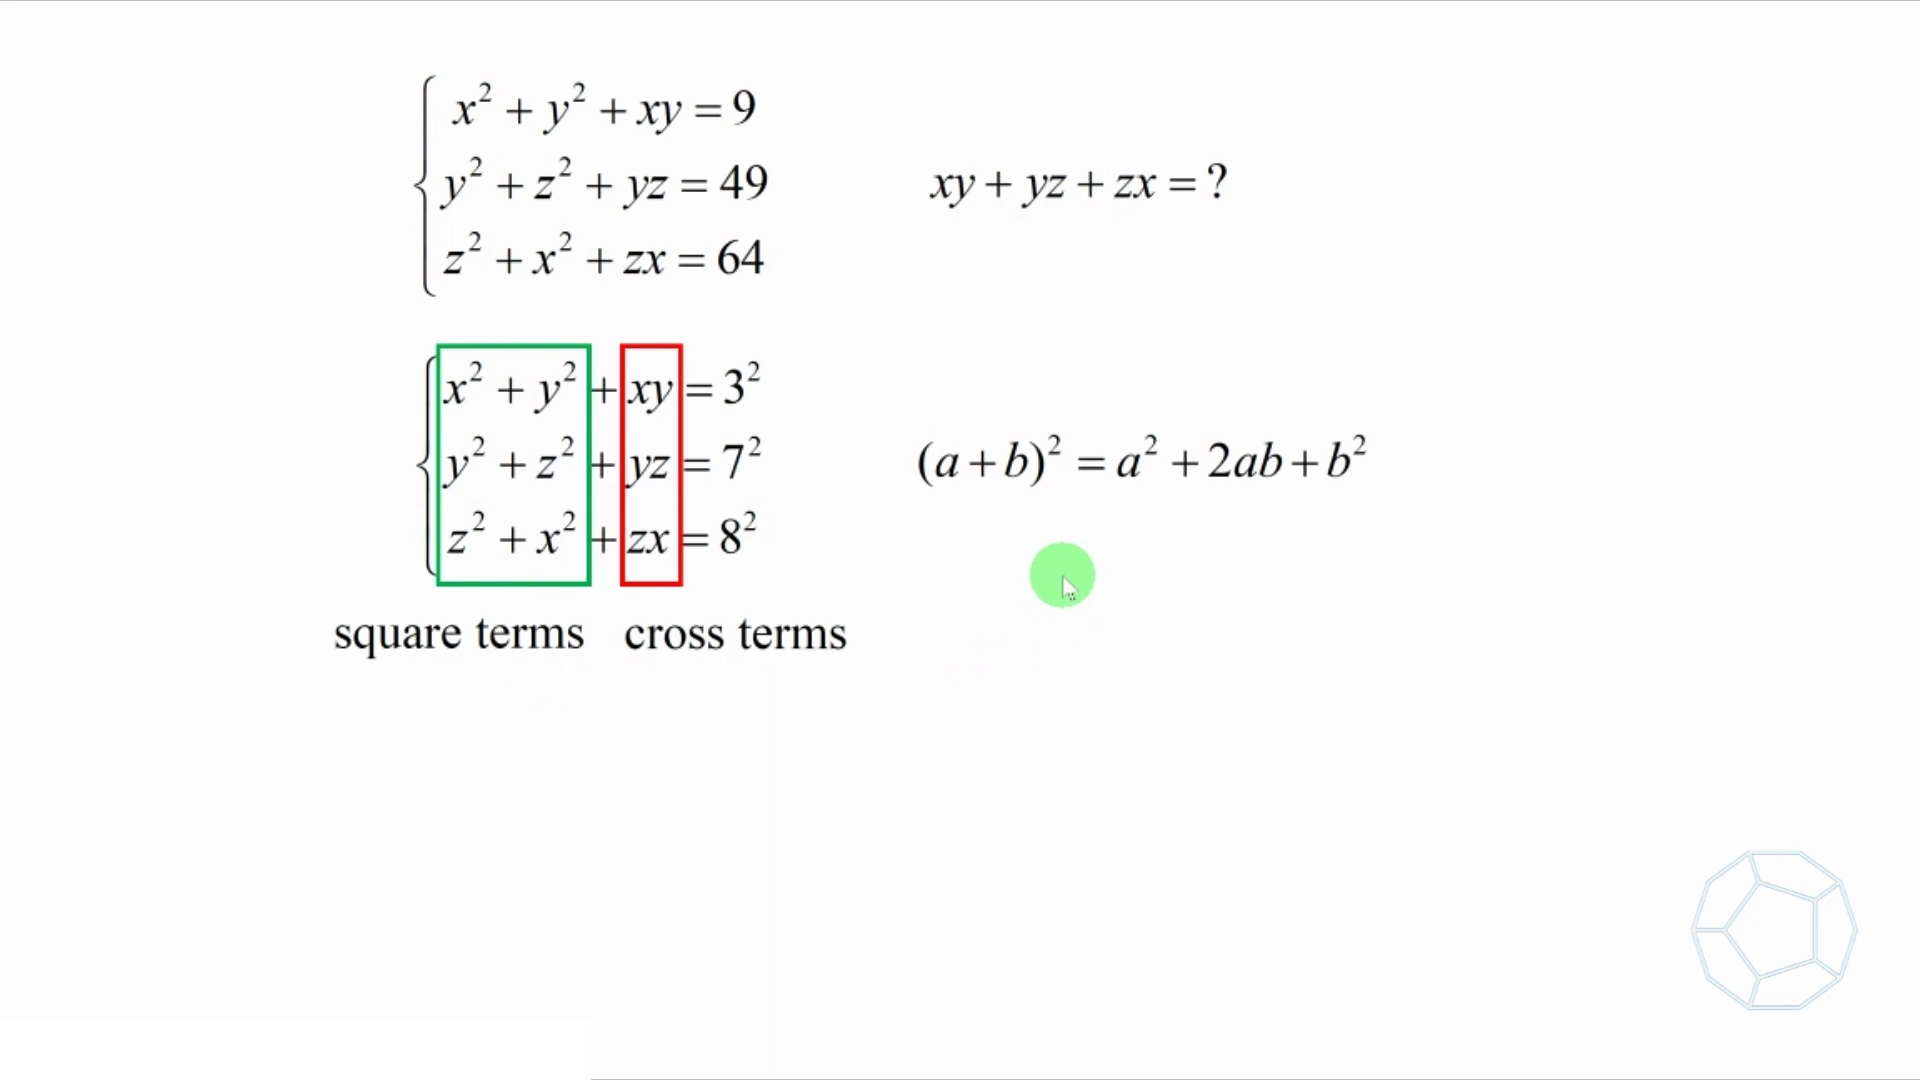 x² + y² + xy = 9
y² + z² + yz = 49
z² + x² + zx = 64
xy + yz + zx = ?
x² + y² + xy = 3²
y² + z² + yz = 7²
z² + x² + zx = 8²
(a + b)² = a² + 2ab + b²
square terms cross terms